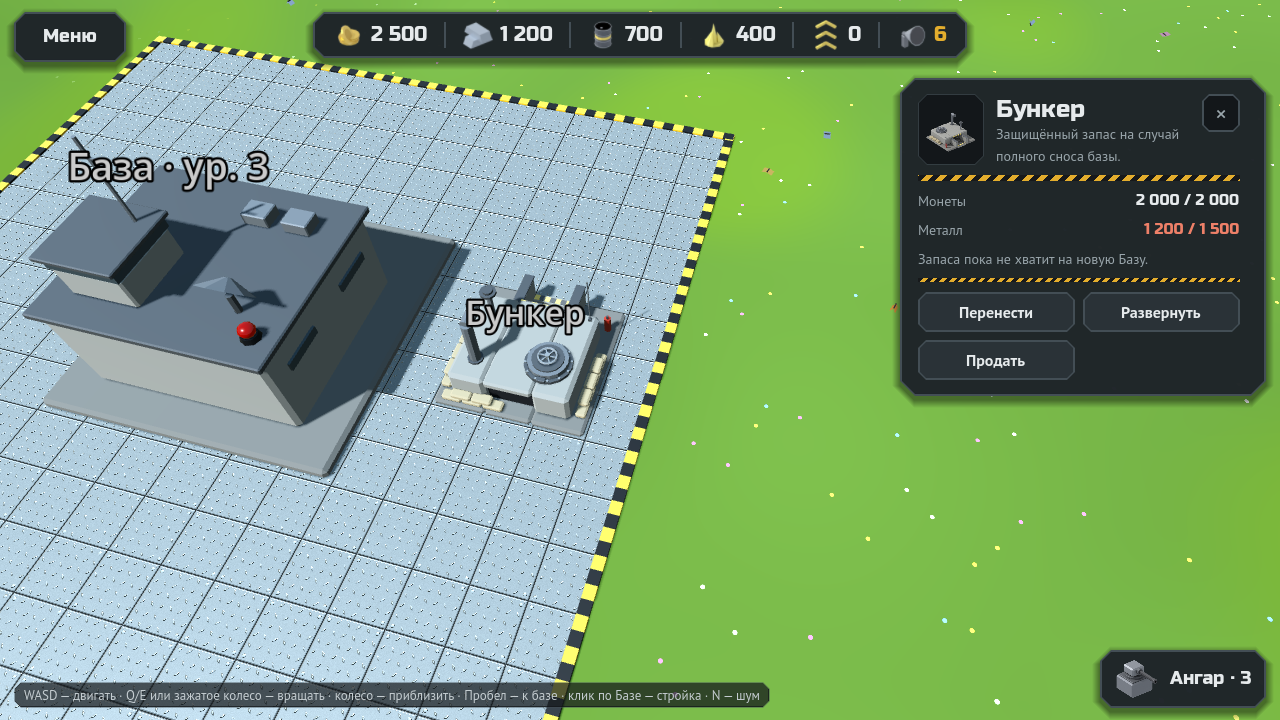 Меню
2 500
1 200
700
400
0
6
Бункер
×
Защищённый запас на случай
полного сноса базы.
Монеты
2 000 / 2 000
Металл
1 200 / 1 500
Запаса пока не хватит на новую Базу.
Перенести
Развернуть
Продать
База · ур. 3
Бункер
WASD — двигать · Q/E или зажатое колесо — вращать · колесо — приблизить · Пробел — к базе · клик по Базе — стройка · N — шум
Ангар · 3